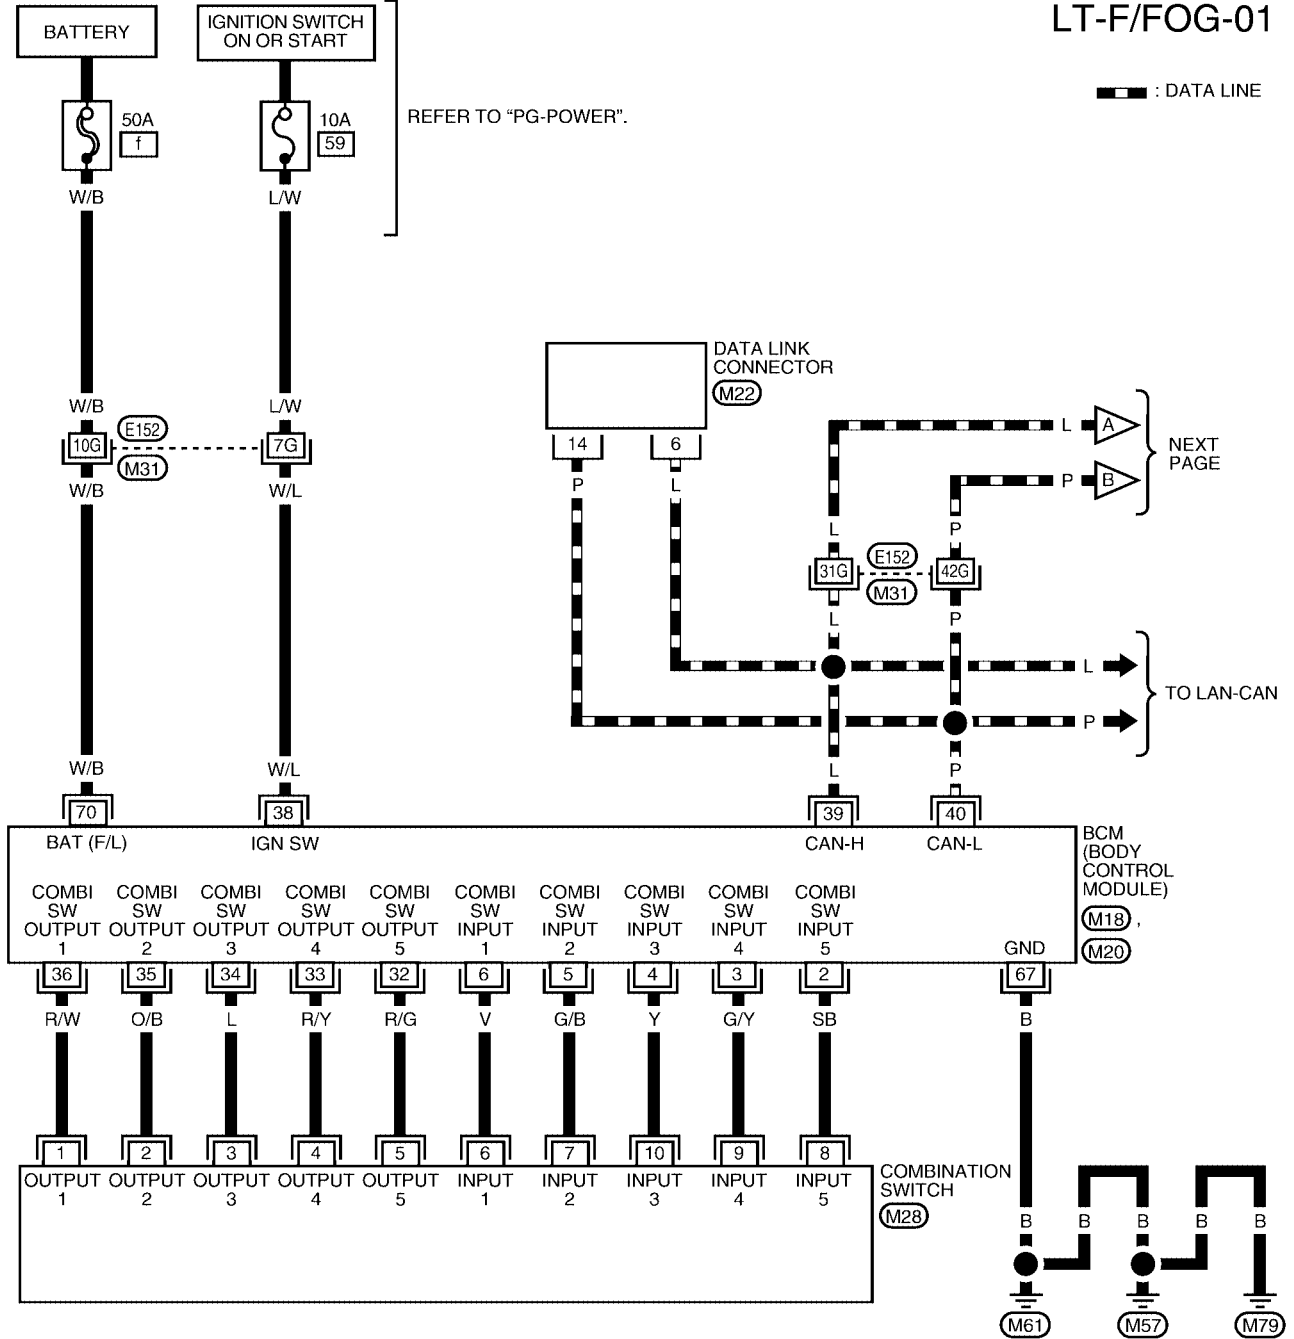 LT-F/FOG-01
BATTERY
IGNITION SWITCH
ON OR START
: DATA LINE
50A
f
10A
59
REFER TO “PG-POWER”.
W/B
L/W
DATA LINK
CONNECTOR
M22
W/B
L/W
10G
E152
M31
7G
W/B
W/L
14
6
P
L
L
A
P
B
NEXT
PAGE
L
P
31G
E152
M31
42G
L
P
L
P
TO LAN-CAN
W/B
W/L
L
P
70
38
39
40
BAT (F/L)
IGN SW
CAN-H
CAN-L
BCM
(BODY
CONTROL
MODULE)
M18 ,
M20
COMBI COMBI COMBI COMBI COMBI COMBI COMBI COMBI COMBI COMBI
SW SW SW SW SW SW SW SW SW SW
OUTPUT OUTPUT OUTPUT OUTPUT OUTPUT INPUT INPUT INPUT INPUT INPUT
1 2 3 4 5 1 2 3 4 5 GND
36 35 34 33 32 6 5 4 3 2 67
R/W O/B L R/Y R/G V G/B Y G/Y SB B
1 2 3 4 5 6 7 10 9 8
OUTPUT OUTPUT OUTPUT OUTPUT OUTPUT INPUT INPUT INPUT INPUT INPUT
1 2 3 4 5 1 2 3 4 5
COMBINATION
SWITCH
M28
B B B B B
M61 M57 M79